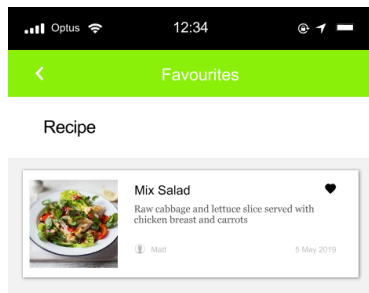 Optus 12:34
Favourites
Recipe
Mix Salad
Raw cabbage and lettuce slice served with
chicken breast and carrots
Matt 5 May 2019